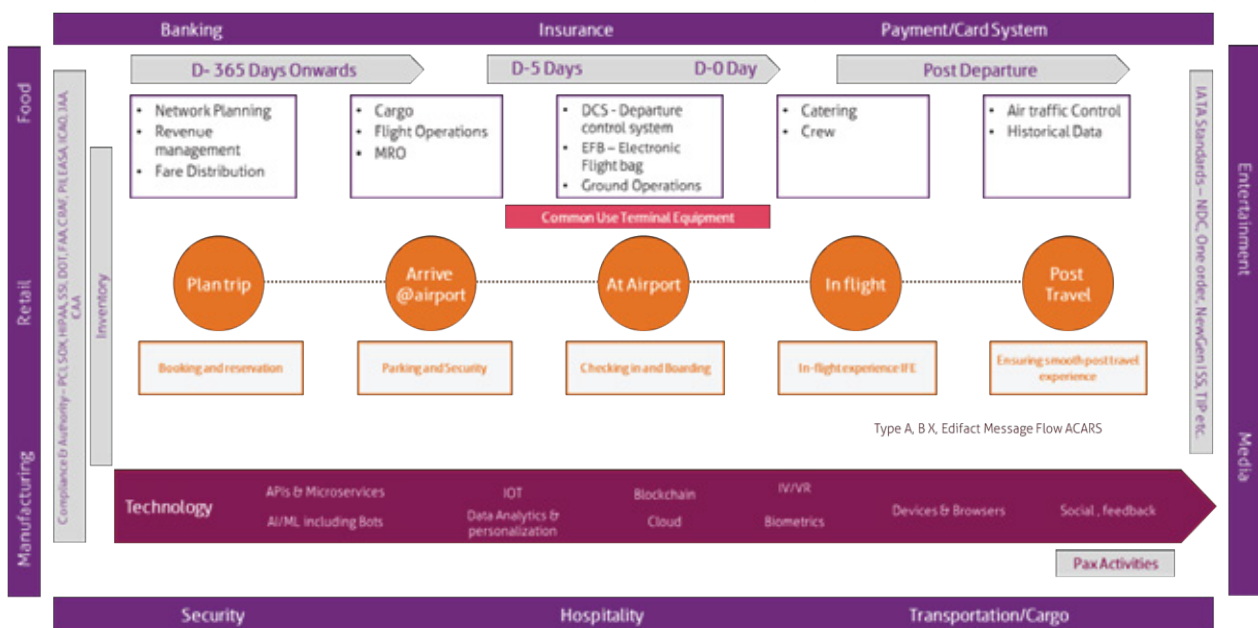 Banking
Insurance
Payment/Card System
Food
Retail
Manufacturing
Compliance & Authority – PCI, SOX, HIPAA, SSI, DOT, FAA, CRAF, PILEASA, ICAO, JAA
CAA
Inventory
D- 365 Days Onwards
D-5 Days
D-0 Day
Post Departure
• Network Planning
• Revenue
management
• Fare Distribution
• Cargo
• Flight Operations
• MRO
• DCS - Departure
control system
• EFB – Electronic
Flight bag
• Ground Operations
• Catering
• Crew
• Air traffic Control
• Historical Data
Common Use Terminal Equipment
Plan trip
Arrive
@airport
At Airport
In flight
Post
Travel
Booking and reservation
Parking and Security
Checking in and Boarding
In-flight experience IFE
Ensuring smooth post travel
experience
Type A, B X, Edifact Message Flow ACARS
Technology
APIs & Microservices
AI/ML including Bots
IOT
Data Analytics &
personalization
Blockchain
Cloud
IV/VR
Biometrics
Devices & Browsers
Social , feedback
Pax Activities
IATA Standards – NDC, One order, NewGen ISS, TIP etc.
Entertainment
Media
Security
Hospitality
Transportation/Cargo